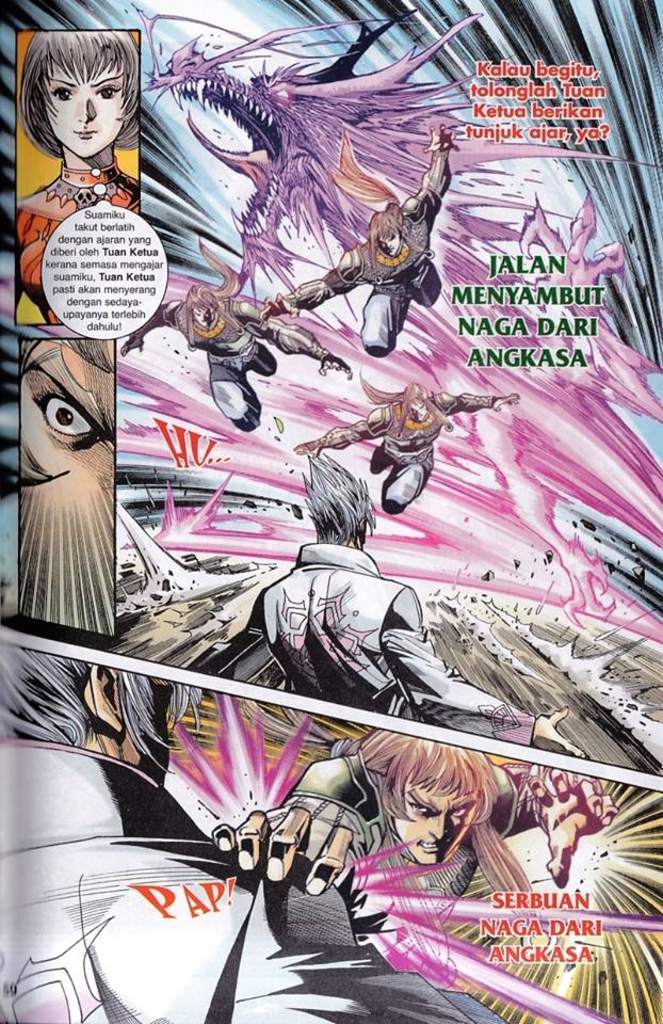 Kalau begitu,
tolonglah Tuan
Ketua berikan
tunjuk ajar, ya?
Suamiku
takut berlatih
dengan ajaran yang
diberi oleh Tuan Ketua
kerana semasa mengajar
suamiku, Tuan Ketua
pasti akan menyerang
dengan sedaya-
upayanya terlebih
dahulu!
JALAN
MENYAMBUT
NAGA DARI
ANGKASA
HU...
PAP!
SERBUAN
NAGA DARI
ANGKASA